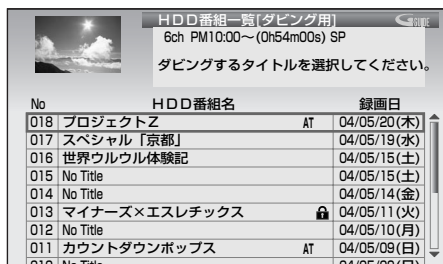 HDD番組一覧[ダビング用]
GGUIDE
6ch PM10:00～(0h54m00s) SP
ダビングするタイトルを選択してください。
No HDD番組名 録画日
018 プロジェクトZ AT 04/05/20(木)
017 スペシャル「京都」 04/05/19(水)
016 世界ウルウル体験記 04/05/15(土)
015 No Title 04/05/15(土)
014 No Title 04/05/14(金)
013 マイナーズ×エスレチックス 04/05/11(火)
012 No Title 04/05/10(月)
011 カウントダウンポップス AT 04/05/09(日)